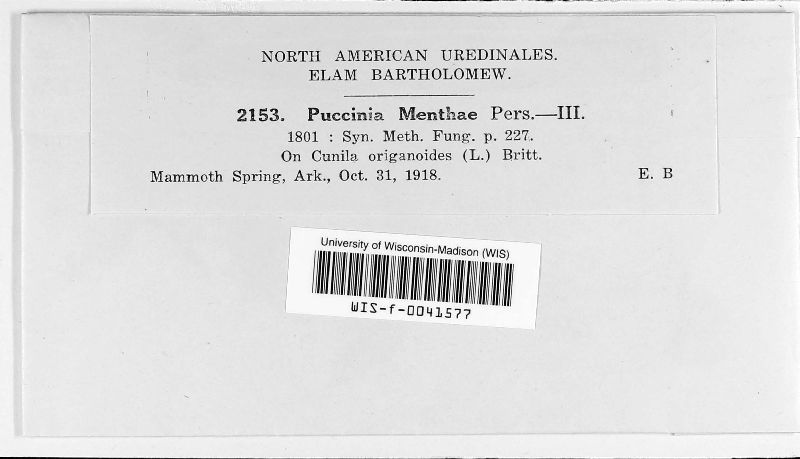 NORTH AMERICAN UREDINALES.
ELAM BARTHOLOMEW.
2153. Puccinia Menthae Pers.—III.
1801 : Syn. Meth. Fung. p. 227.
On Cunila origanoides (L.) Britt.
Mammoth Spring, Ark., Oct. 31, 1918. E. B
University of Wisconsin-Madison (WIS)
WIS-f-0041577